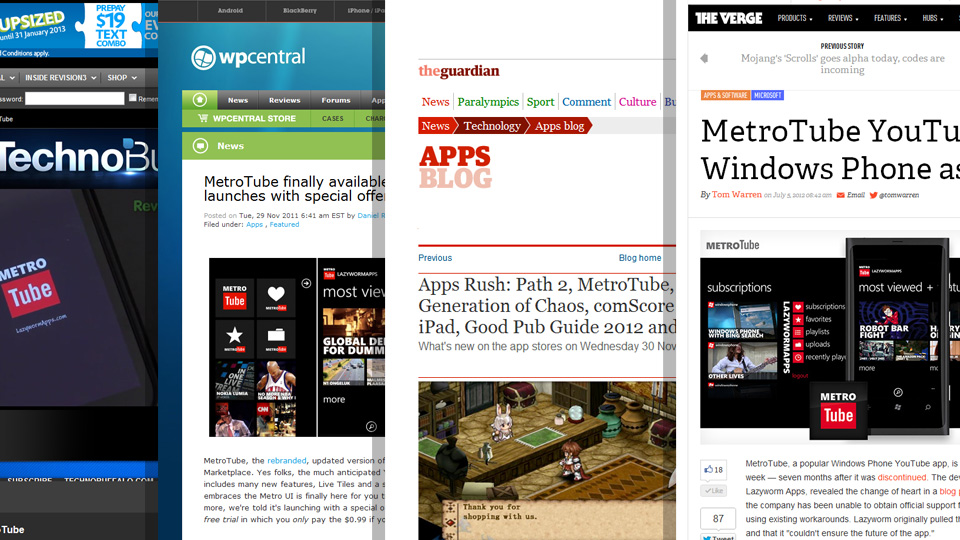 UPSIZED
until 31 January 2013
Conditions apply.
PREPAY
$19
TEXT
COMBO
INSIDE REVISION3
SHOP
TechnoBu
METRO
Tube
LazywormApps.com
SUBSCRIBE
TECHNOBUFFALO.COM
Tube
Android
BlackBerry
wpcentral
News
Reviews
Forums
WPCENTRAL STORE
CASES
News
MetroTube finally available
launches with special offe
Posted on Tue, 29 Nov 2011 6:41 am EST by Daniel R
Filed under: Apps , Featured
METRO
Tube
LAZYWORMAPPS
most viewed
GLOBAL DE
FOR DUMM
more
MetroTube, the rebranded, updated version of
Marketplace. Yes folks, the much anticipated
includes many new features, Live Tiles and a s
embraces the Metro UI is finally here for you t
more, we're told it's launching with a special o
free trial in which you only pay the $0.99 if yo
theguardian
News
Paralympics
Sport
Comment
Culture
Bu
News
Technology
Apps blog
APPS
BLOG
Previous
Blog home
Apps Rush: Path 2, MetroTube,
Generation of Chaos, comScore
iPad, Good Pub Guide 2012 and
What's new on the app stores on Wednesday 30 Nov
Thank you for
shopping with us.
THE VERGE
PRODUCTS
REVIEWS
FEATURES
HUBS
PREVIOUS STORY
Mojang's 'Scrolls' goes alpha today, codes are
incoming
APPS & SOFTWARE
MICROSOFT
MetroTube YouTu
Windows Phone as
By Tom Warren on July 5, 2012 08:42 am
Email
@tomwarren
METROTube
subscriptions
WINDOWS PHONE
WITH BING SEARCH
OTHER LIVES
LAZYWORMAPPS
subscriptions
favorites
playlists
uploads
recently playe
logout
LAZYWORMAPPS
most viewed +
ROBOT BAR
FIGHT
more
METRO
Tube
18
Like
87
Tweet
MetroTube, a popular Windows Phone YouTube app, is
week — seven months after it was discontinued. The dev
Lazyworm Apps, revealed the change of heart in a blog p
the company has been unable to obtain official support f
using existing workarounds. Lazyworm originally pulled th
and that it "couldn't ensure the future of the app."